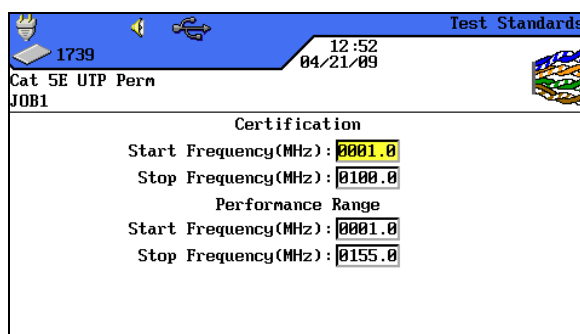 Test Standards
1739
12:52
04/21/09
Cat 5E UTP Perm
JOB1
Certification
Start Frequency(MHz):0001.0
Stop Frequency(MHz):0100.0
Performance Range
Start Frequency(MHz):0001.0
Stop Frequency(MHz):0155.0